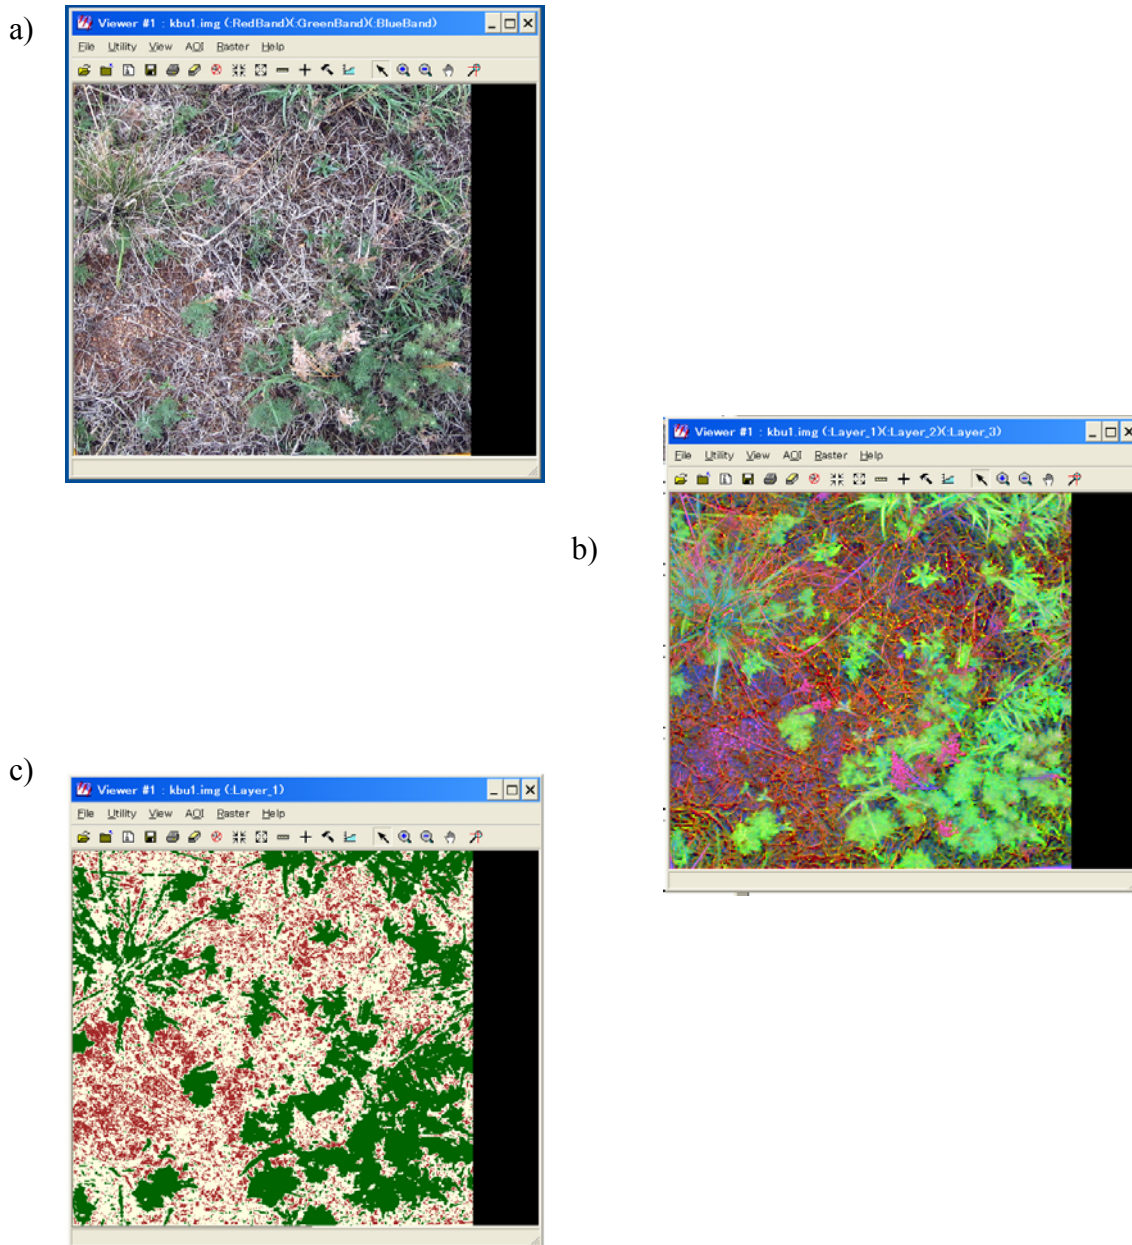 a)
Viewer #1 : kbu1.img (:RedBand)(:GreenBand)(:BlueBand)
File Utility View AOI Raster Help
b)
Viewer #1 : kbu1.img (:Layer_1)(:Layer_2)(:Layer_3)
File Utility View AOI Raster Help
c)
Viewer #1 : kbu1.img (:Layer_1)
File Utility View AOI Raster Help